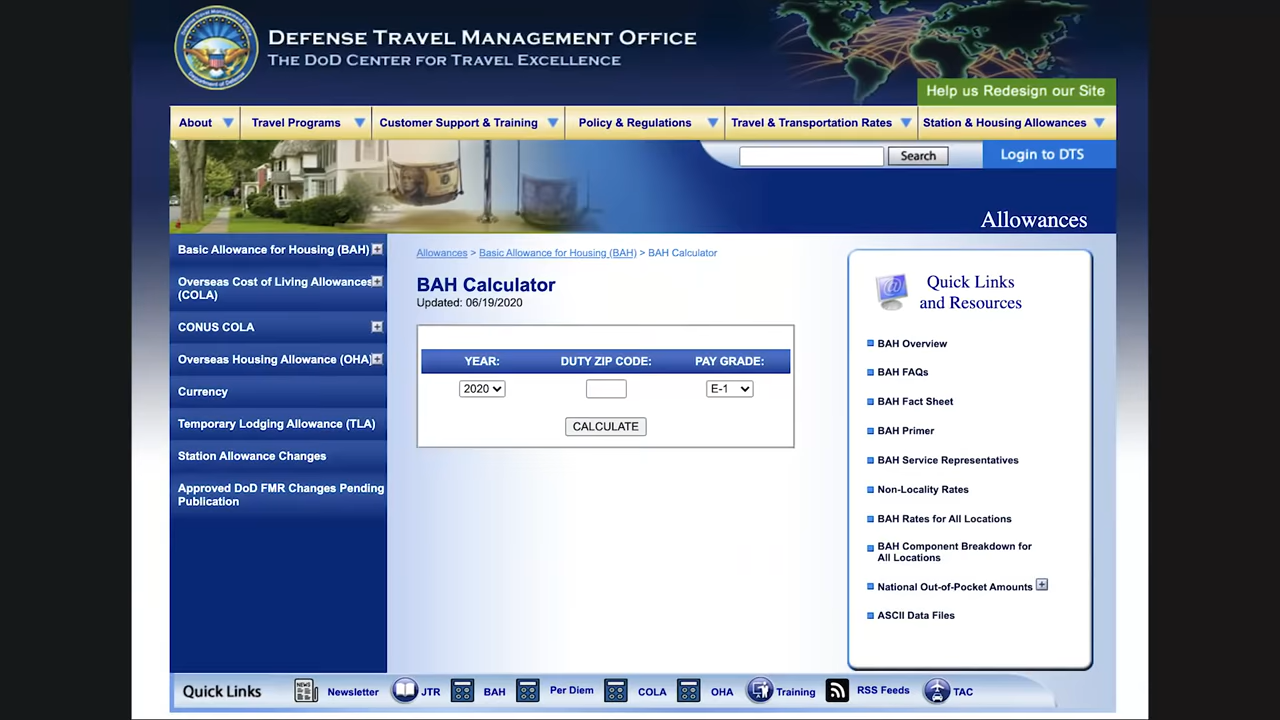 DEFENSE TRAVEL MANAGEMENT OFFICE
THE DOD CENTER FOR TRAVEL EXCELLENCE
Help us Redesign our Site
About
Travel Programs
Customer Support & Training
Policy & Regulations
Travel & Transportation Rates
Station & Housing Allowances
Search
Login to DTS
Allowances
Basic Allowance for Housing (BAH)
Overseas Cost of Living Allowances
(COLA)
CONUS COLA
Overseas Housing Allowance (OHA)
Currency
Temporary Lodging Allowance (TLA)
Station Allowance Changes
Approved DoD FMR Changes Pending
Publication
Allowances > Basic Allowance for Housing (BAH) > BAH Calculator
BAH Calculator
Updated: 06/19/2020
YEAR: DUTY ZIP CODE: PAY GRADE:
2020 E-1
CALCULATE
Quick Links
and Resources
BAH Overview
BAH FAQs
BAH Fact Sheet
BAH Primer
BAH Service Representatives
Non-Locality Rates
BAH Rates for All Locations
BAH Component Breakdown for
All Locations
National Out-of-Pocket Amounts
ASCII Data Files
Quick Links
NEWS
Newsletter
JTR
BAH
Per Diem
COLA
OHA
Training
RSS Feeds
TAC